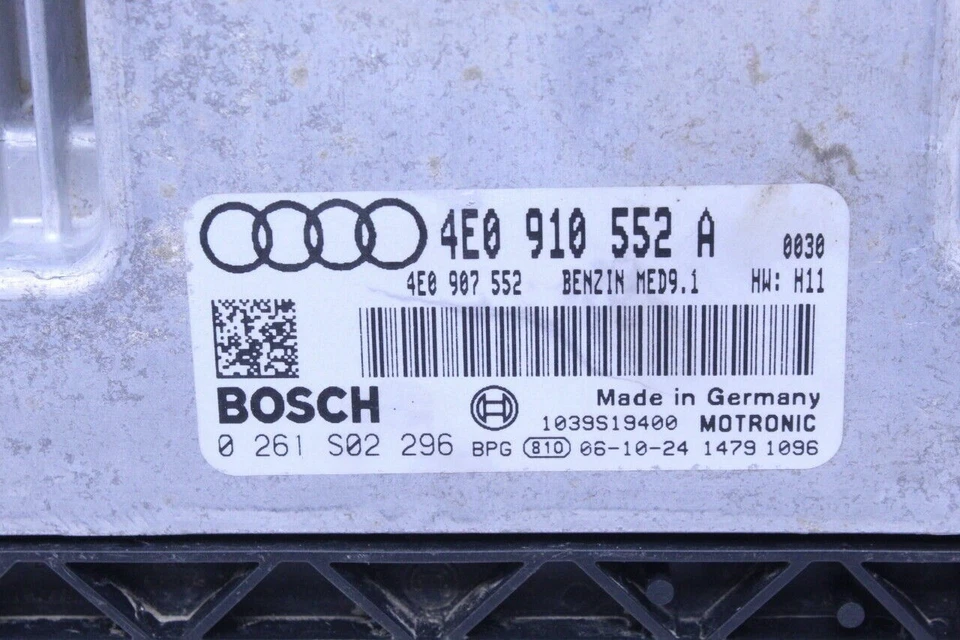 4E0 910 552 A 0030
4E0 907 552 BENZIN MED9.1 HW: H11
BOSCH Made in Germany
1039S19400 MOTRONIC
0 261 S02 296 BPG 810 06-10-24 1479 1096